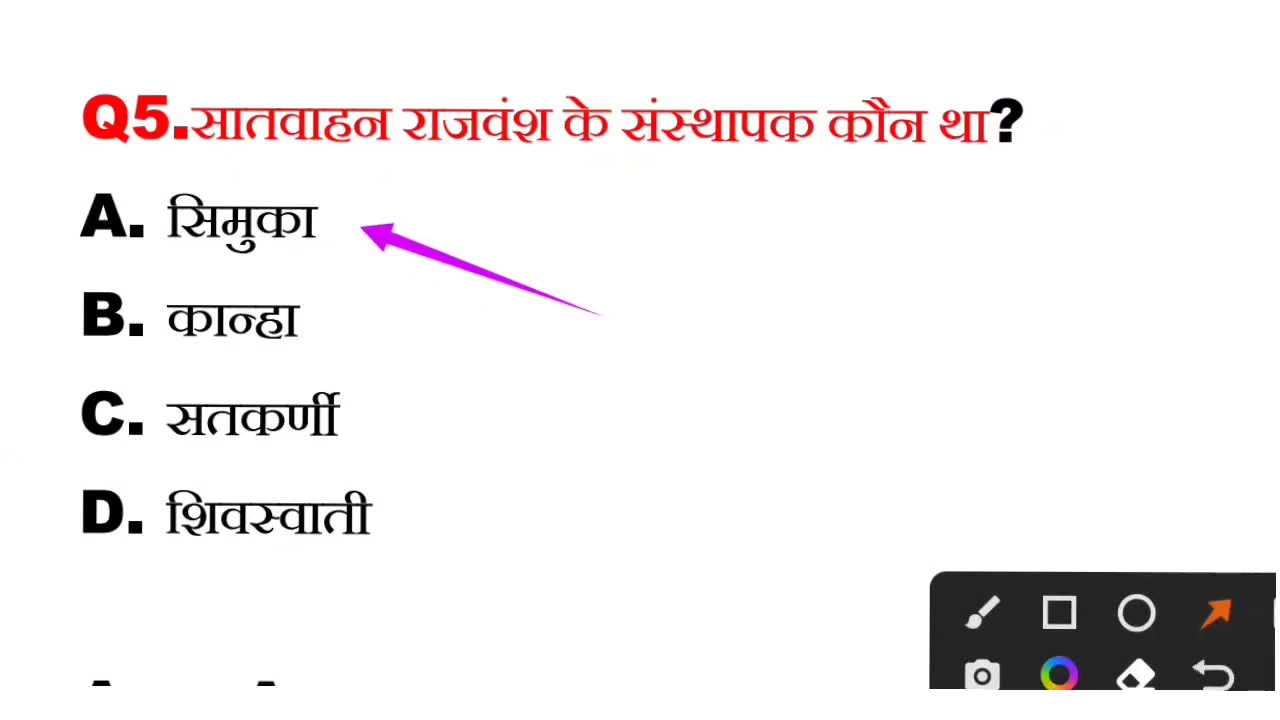 Q5.सातवाहन राजवंश के संस्थापक कौन था?
A. सिमुका
B. कान्हा
C. सतकर्णी
D. शिवस्वाती